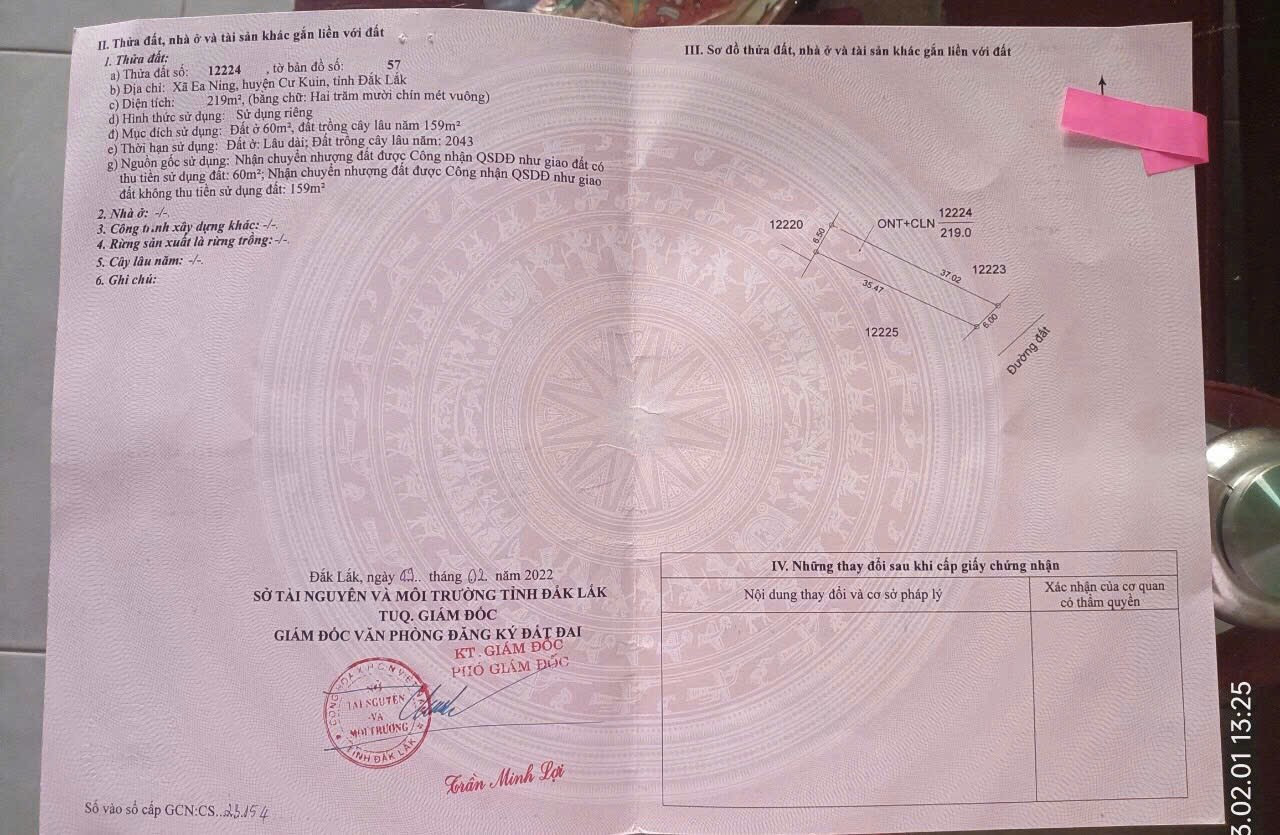 II. Thửa đất, nhà ở và tài sản khác gắn liền với đất
1. Thửa đất:
a) Thửa đất số: 12224 , tờ bản đồ số: 57
b) Địa chỉ: Xã Ea Ning, huyện Cư Kuin, tỉnh Đắk Lắk
c) Diện tích: 219m², (bằng chữ: Hai trăm mười chín mét vuông)
d) Hình thức sử dụng: Sử dụng riêng
đ) Mục đích sử dụng: Đất ở 60m², đất trồng cây lâu năm 159m²
e) Thời hạn sử dụng: Đất ở: Lâu dài; Đất trồng cây lâu năm: 2043
g) Nguồn gốc sử dụng: Nhận chuyển nhượng đất được Công nhận QSDĐ như giao đất có
thu tiền sử dụng đất: 60m²; Nhận chuyển nhượng đất được Công nhận QSDĐ như giao
đất không thu tiền sử dụng đất: 159m²
2. Nhà ở: -/-.
3. Công trình xây dựng khác: -/-.
4. Rừng sản xuất là rừng trồng: -/-.
5. Cây lâu năm: -/-.
6. Ghi chú:
Đắk Lắk, ngày tháng 02 năm 2022
SỞ TÀI NGUYÊN VÀ MÔI TRƯỜNG TỈNH ĐẮK LẮK
TUQ. GIÁM ĐỐC
GIÁM ĐỐC VĂN PHÒNG ĐĂNG KÝ ĐẤT ĐAI
KT. GIÁM ĐỐC
PHÓ GIÁM ĐỐC
TÀI NGUYÊN
VÀ
MÔI TRƯỜNG
TỈNH ĐẮK LẮK
Trần Minh Lợi
Số vào sổ cấp GCN:CS..23154
III. Sơ đồ thửa đất, nhà ở và tài sản khác gắn liền với đất
12220
6.50
ONT+CLN 12224
219.0
37.02
12223
35.47
6.00
12225
Đường đất
IV. Những thay đổi sau khi cấp giấy chứng nhận
Nội dung thay đổi và cơ sở pháp lý
Xác nhận của cơ quan
có thẩm quyền
3.02.01 13:25